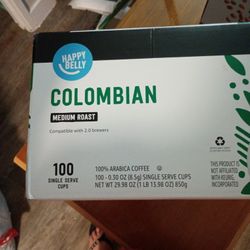 HAPPY
BELLY
COLOMBIAN
MEDIUM ROAST
Compatible with 2.0 brewers
100
SINGLE SERVE
CUPS
100% ARABICA COFFEE
100 - 0.30 OZ (8.5g) SINGLE SERVE CUPS
NET WT 29.98 OZ (1 LB 13.98 OZ) 850g
THIS PRODUCT IS
NOT AFFILIATED
WITH KEURIG,
INCORPORATED